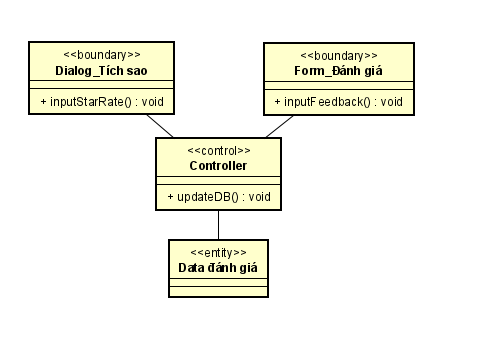 <<boundary>>
Dialog_Tích sao
+ inputStarRate() : void
<<boundary>>
Form_Đánh giá
+ inputFeedback() : void
<<control>>
Controller
+ updateDB() : void
<<entity>>
Data đánh giá